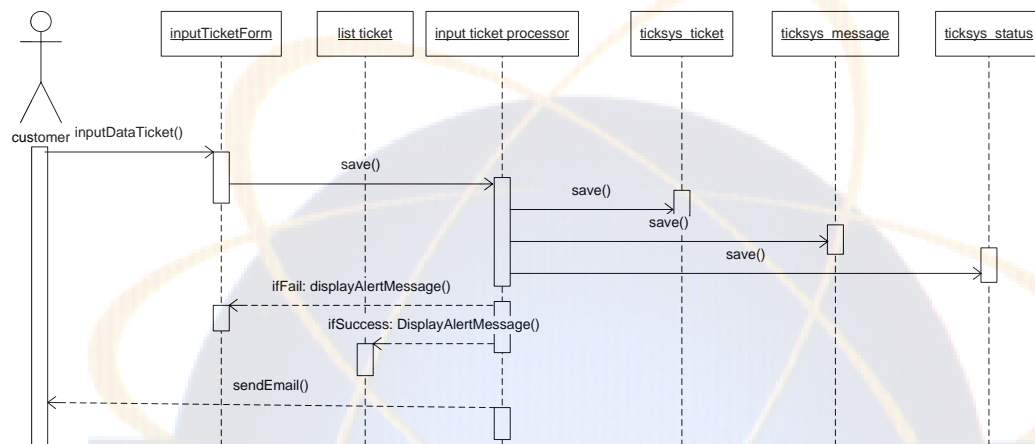 inputTicketForm
list ticket
input ticket processor
ticksys_ticket
ticksys_message
ticksys_status
customer
inputDataTicket()
save()
save()
save()
save()
ifFail: displayAlertMessage()
ifSuccess: DisplayAlertMessage()
sendEmail()